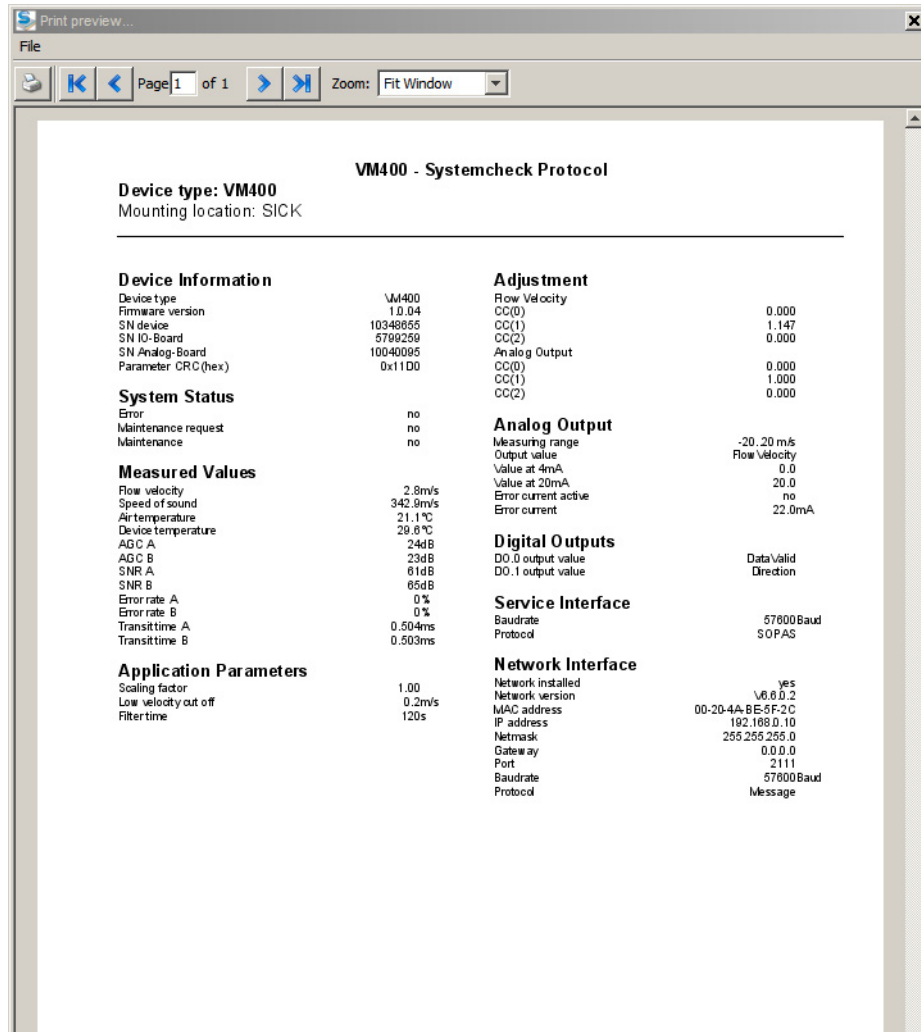 Print preview...
File
Page 1 of 1 Zoom: Fit Window
VM400 - Systemcheck Protocol
Device type: VM400
Mounting location: SICK
Device Information
Device type VM400
Firmware version 1.0.04
SN device 10348655
SN IO-Board 5799259
SN Analog-Board 10040095
Parameter CRC(hex) 0x11D0
System Status
Error no
Maintenance request no
Maintenance no
Measured Values
Flow velocity 2.8m/s
Speed of sound 342.9m/s
Air temperature 21.1°C
Device temperature 29.6°C
AGC A 24dB
AGC B 23dB
SNR A 61dB
SNR B 65dB
Error rate A 0%
Error rate B 0%
Transit time A 0.504ms
Transit time B 0.503ms
Application Parameters
Scaling factor 1.00
Low velocity cut off 0.2m/s
Filter time 120s
Adjustment
Flow Velocity
CC(0) 0.000
CC(1) 1.147
CC(2) 0.000
Analog Output
CC(0) 0.000
CC(1) 1.000
CC(2) 0.000
Analog Output
Measuring range -20..20 m/s
Output value Flow Velocity
Value at 4mA 0.0
Value at 20mA 20.0
Error current active no
Error current 22.0mA
Digital Outputs
DO.0 output value DataValid
DO.1 output value Direction
Service Interface
Baudrate 57600Baud
Protocol SOPAS
Network Interface
Network installed yes
Network version V6.6.0.2
MAC address 00-20-4A-BE-5F-2C
IP address 192.168.0.10
Netmask 255.255.255.0
Gateway 0.0.0.0
Port 2111
Baudrate 57600Baud
Protocol Message